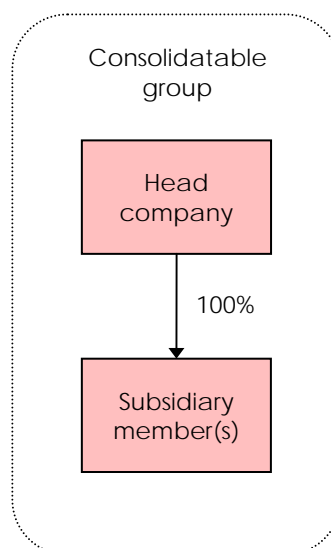 Consolidatable
group
Head
company
100%
Subsidiary
member(s)